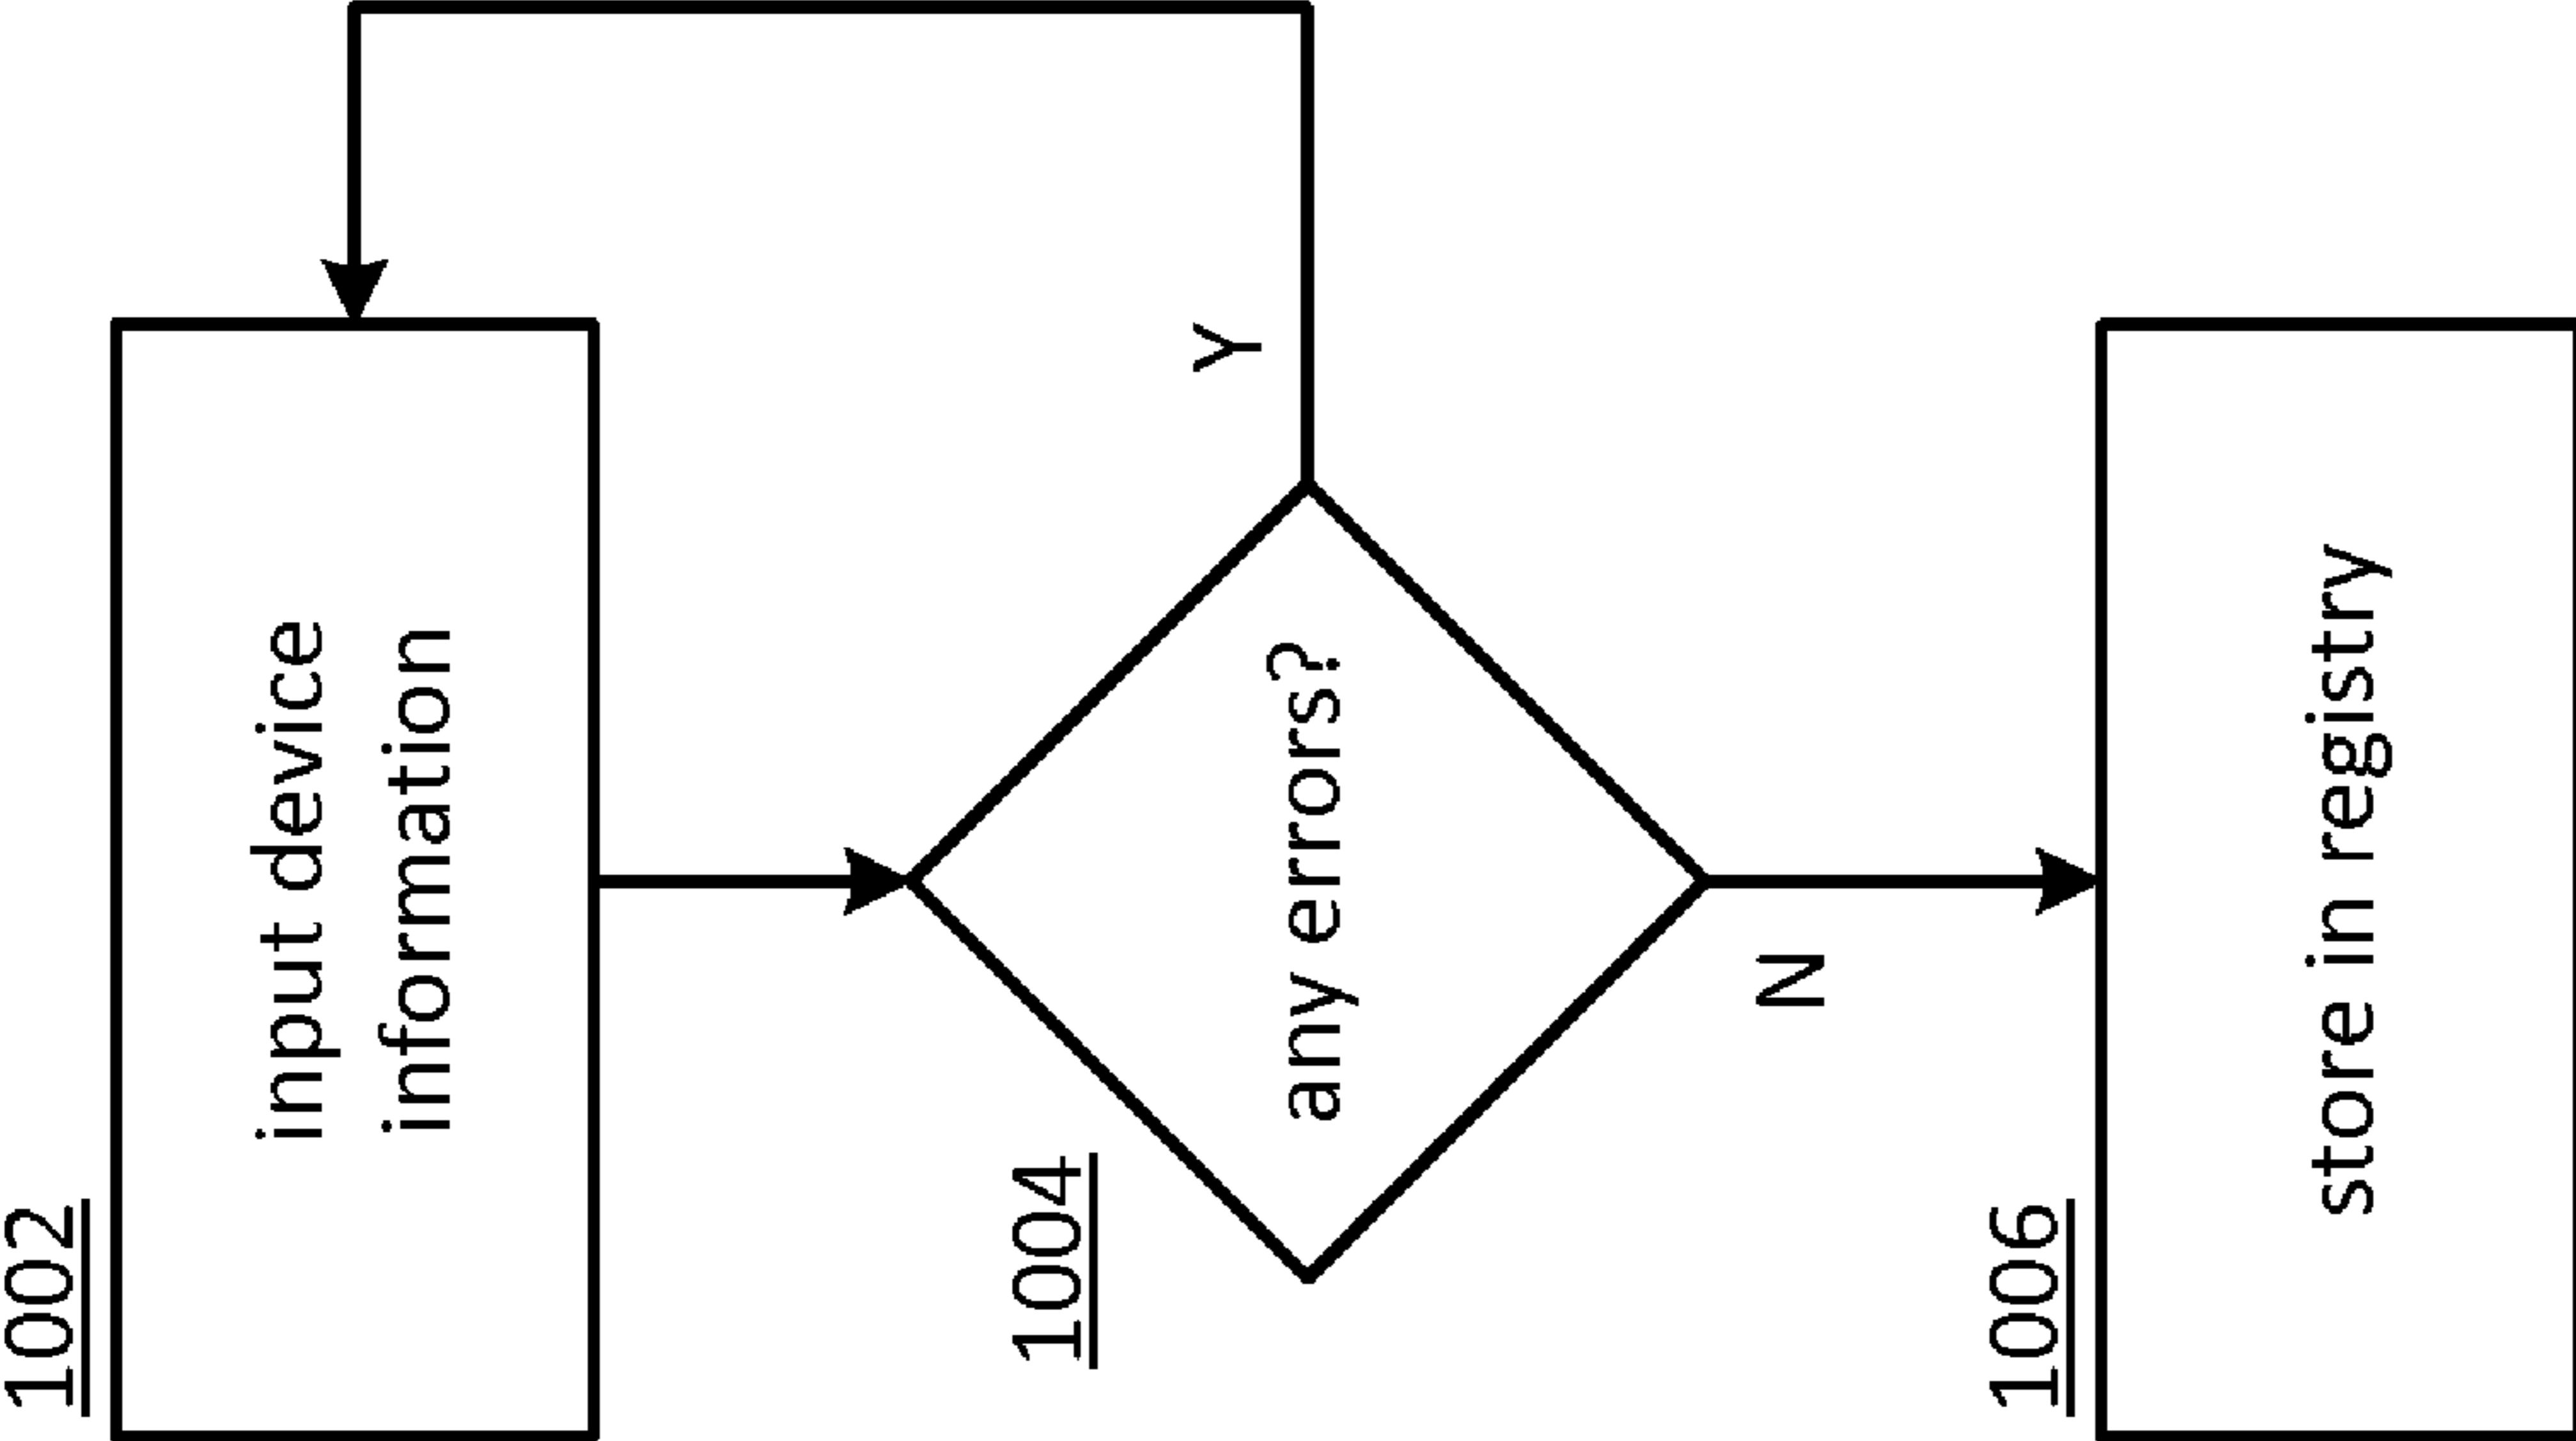 1002
input device
information
1004
any errors?
Y
N
1006
store in registry